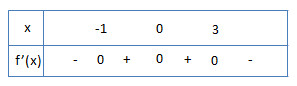 x -1 0 3
f’(x) - 0 + 0 + 0 -